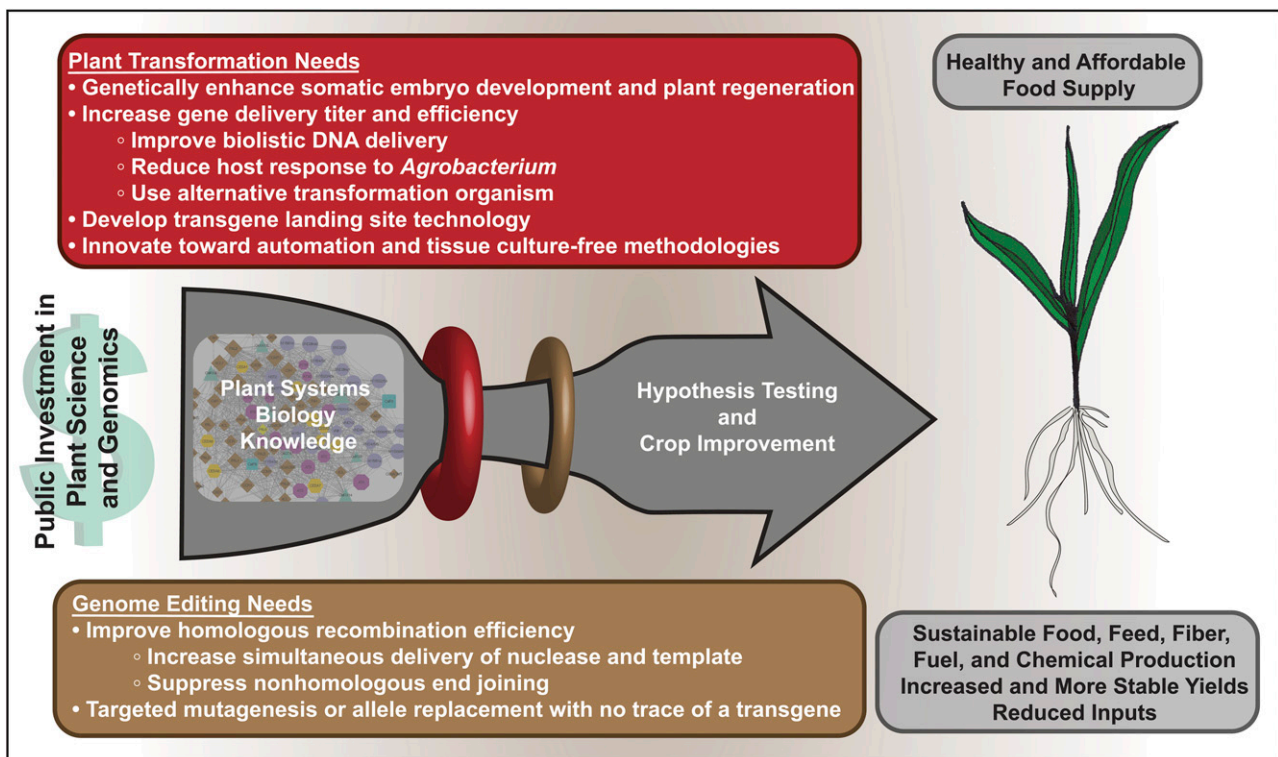 Plant Transformation Needs
• Genetically enhance somatic embryo development and plant regeneration
• Increase gene delivery titer and efficiency
◦ Improve biolistic DNA delivery
◦ Reduce host response to Agrobacterium
◦ Use alternative transformation organism
• Develop transgene landing site technology
• Innovate toward automation and tissue culture-free methodologies
Healthy and Affordable
Food Supply
Public Investment in
Plant Science
and Genomics
$
Plant Systems
Biology
Knowledge
Hypothesis Testing
and
Crop Improvement
Genome Editing Needs
• Improve homologous recombination efficiency
◦ Increase simultaneous delivery of nuclease and template
◦ Suppress nonhomologous end joining
• Targeted mutagenesis or allele replacement with no trace of a transgene
Sustainable Food, Feed, Fiber,
Fuel, and Chemical Production
Increased and More Stable Yields
Reduced Inputs